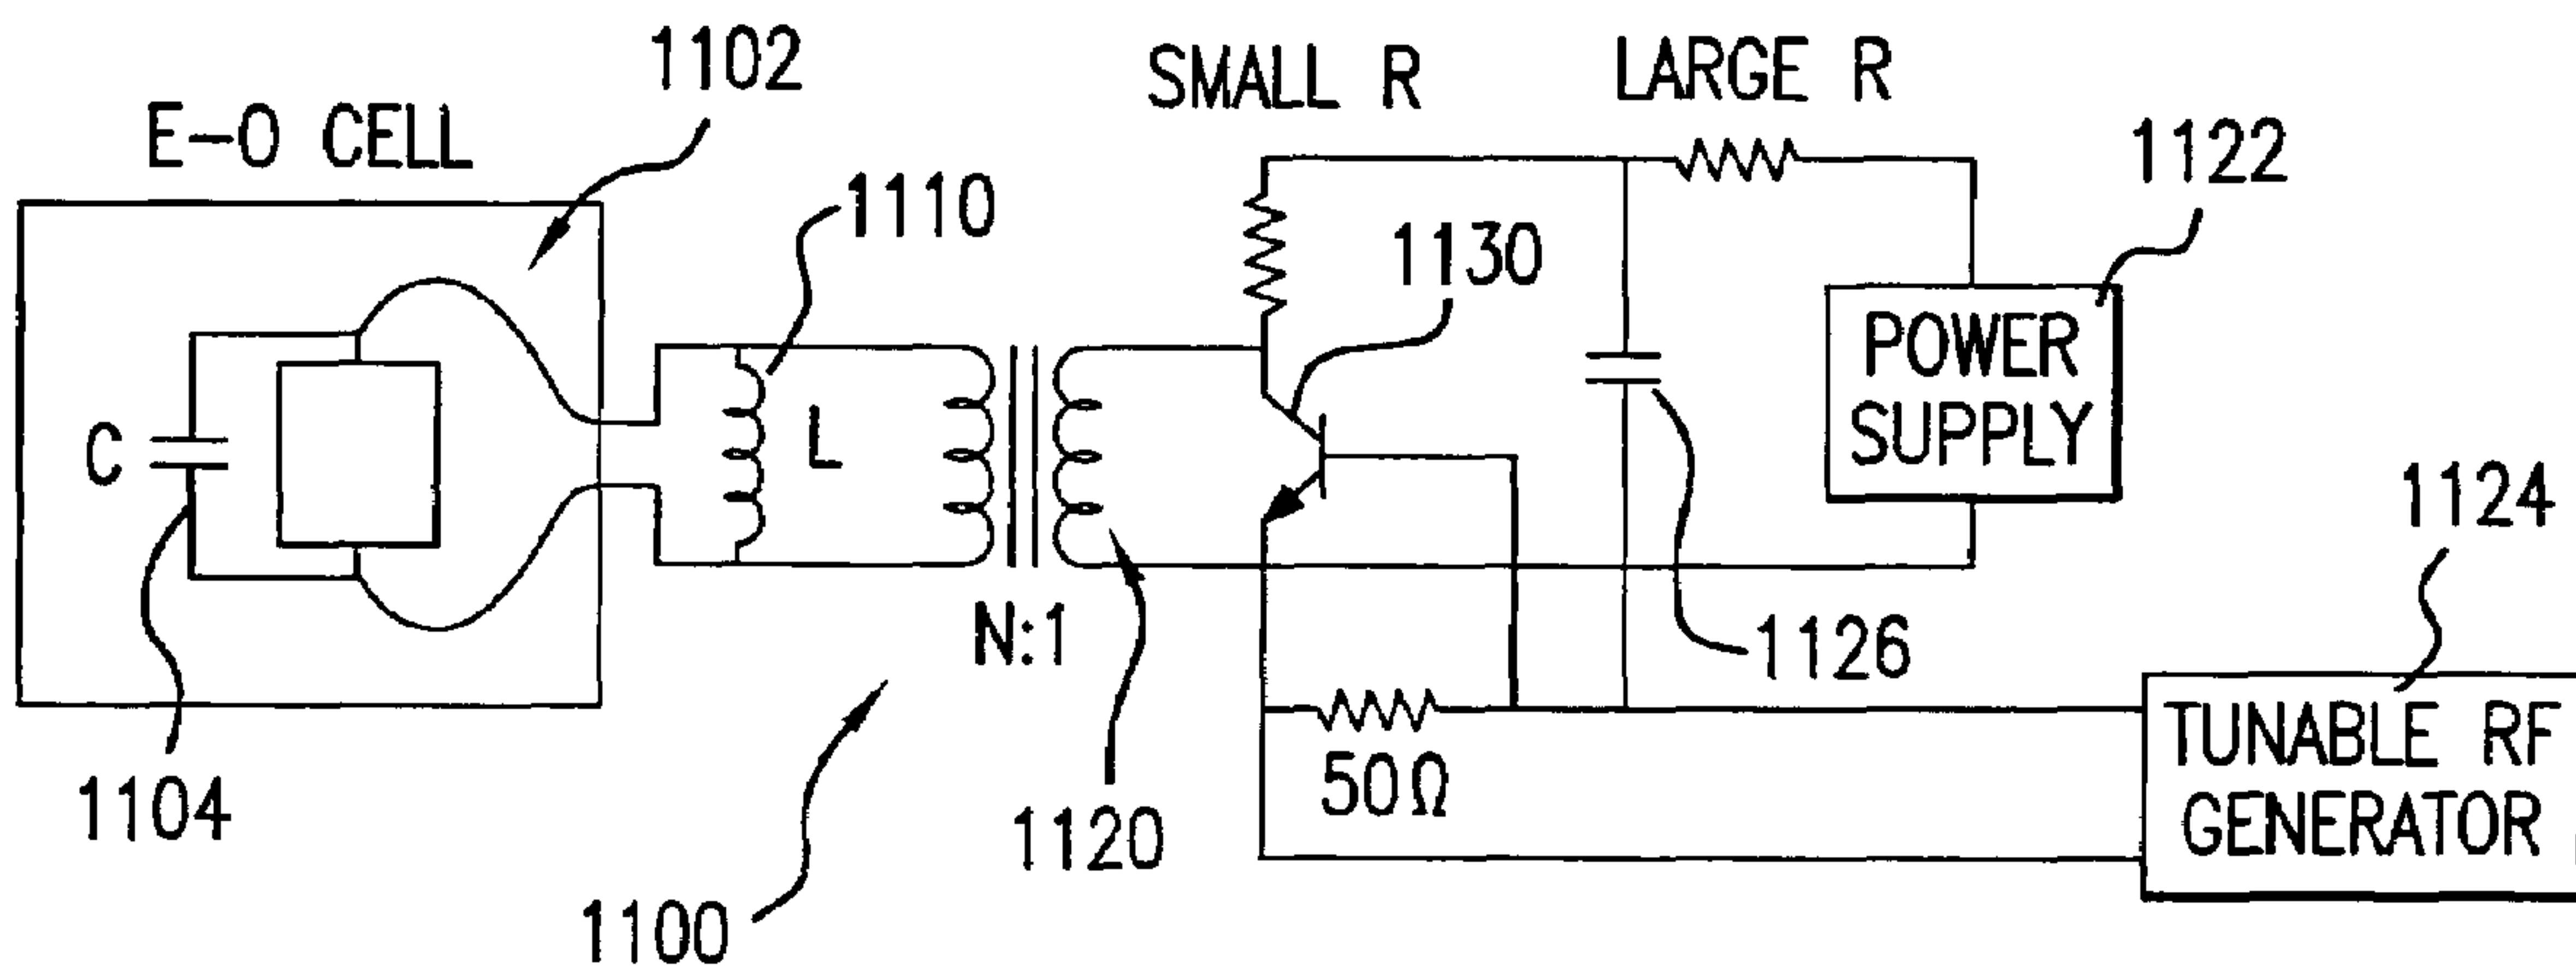 1102
SMALL R
LARGE R
E-O CELL
1122
1110
1130
POWER
SUPPLY
C
L
1124
N:1
1126
TUNABLE RF
GENERATOR
50Ω
1104
1120
1100